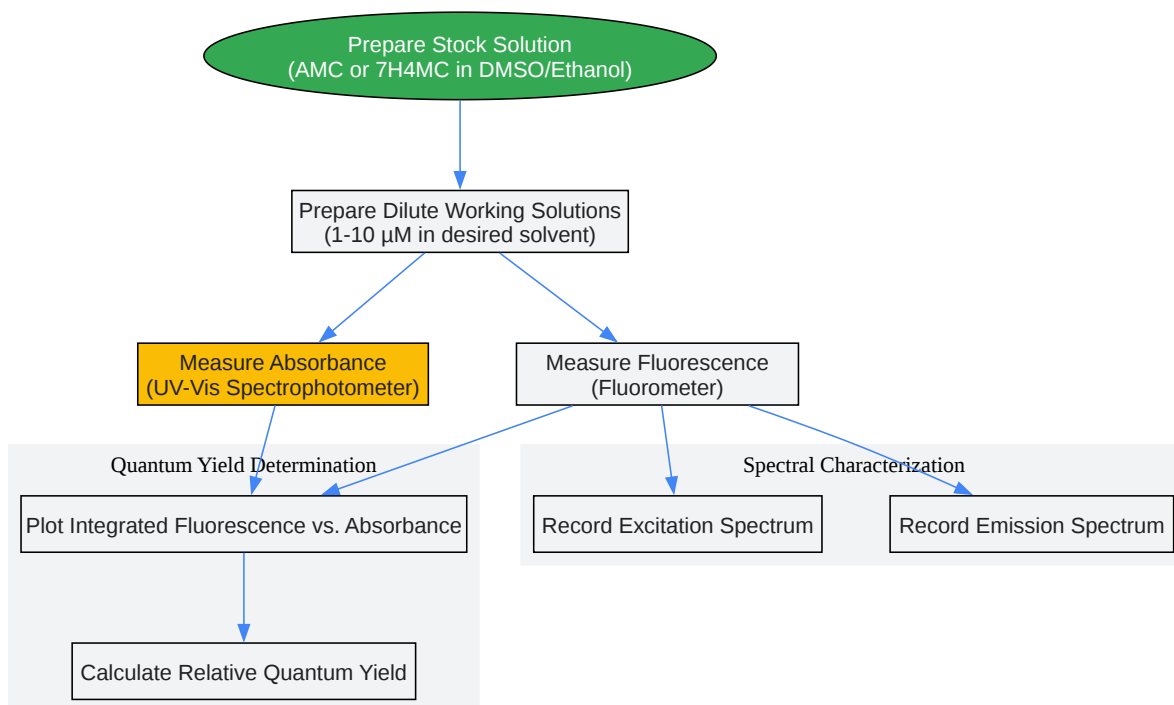 Prepare Stock Solution
(AMC or 7H4MC in DMSO/Ethanol)
Prepare Dilute Working Solutions
(1-10 µM in desired solvent)
Measure Absorbance
(UV-Vis Spectrophotometer)
Measure Fluorescence
(Fluorometer)
Quantum Yield Determination
Spectral Characterization
Plot Integrated Fluorescence vs. Absorbance
Record Excitation Spectrum
Record Emission Spectrum
Calculate Relative Quantum Yield